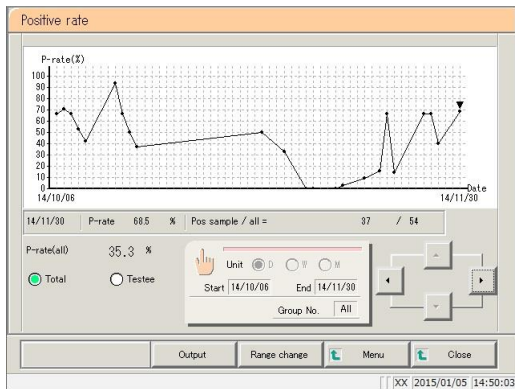 Positive rate
P-rate(%)
100
90
80
70
60
50
40
30
20
10
0
Date
14/10/06 14/11/30
14/11/30 P-rate 68.5 % Pos sample / all = 37 / 54
P-rate(all) 35.3 %
Total Testee
Unit D W M
Start 14/10/06 End 14/11/30
Group No. All
Output Range change Menu Close
XX 2015/01/05 14:50:03